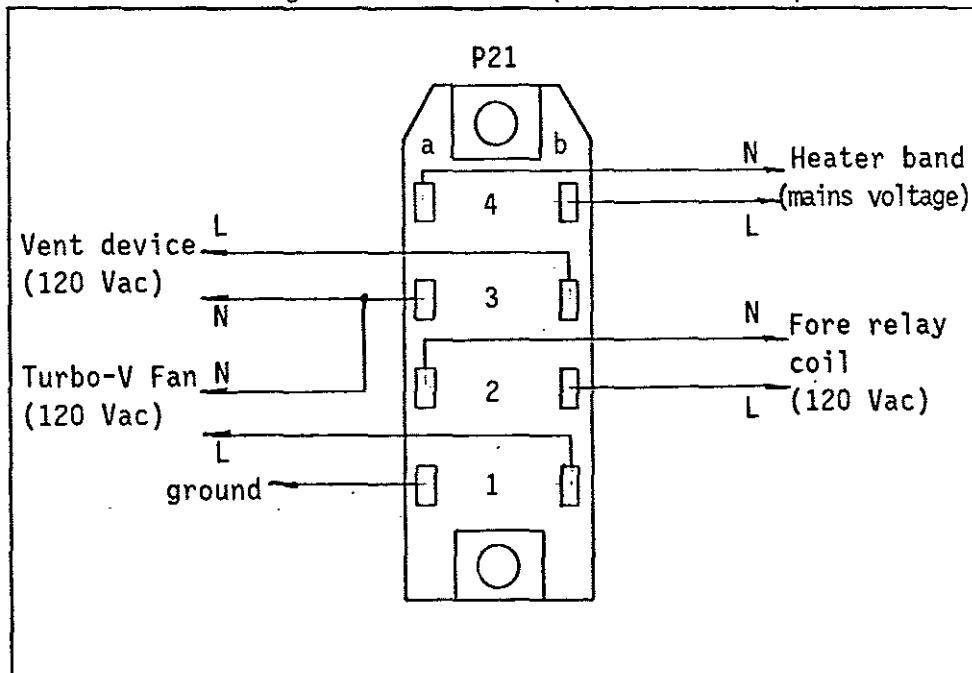 P21
a b
N Heater band
4 (mains voltage)
L
L
Vent device
(120 Vac)
3
N
N Fore relay
coil
Turbo-V Fan N
2
(120 Vac)
L (120 Vac)
L
ground 1